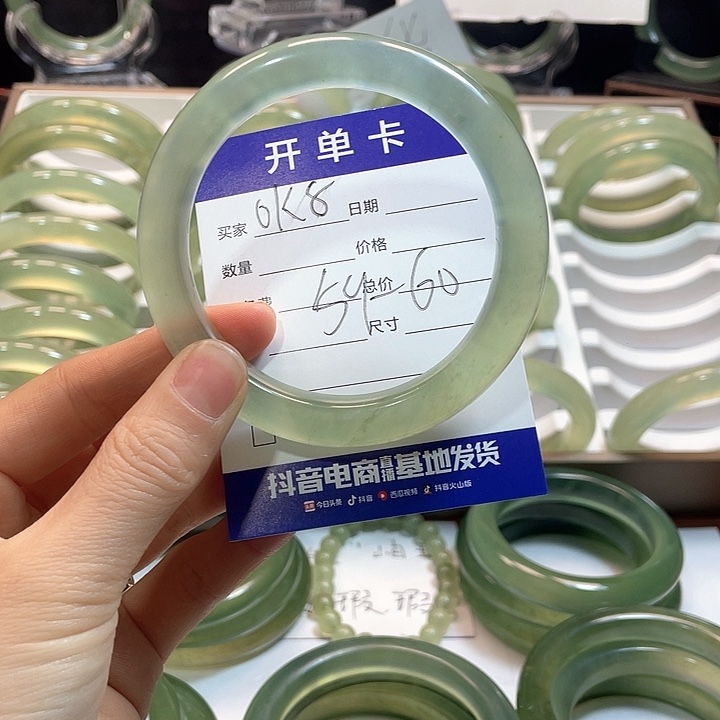 开单卡
买家 0K8 日期
数量 价格
总价
54-60
尺寸
抖音电商直播基地发货
今日头条 抖音 西瓜视频 抖音火山版
瑕 瑕